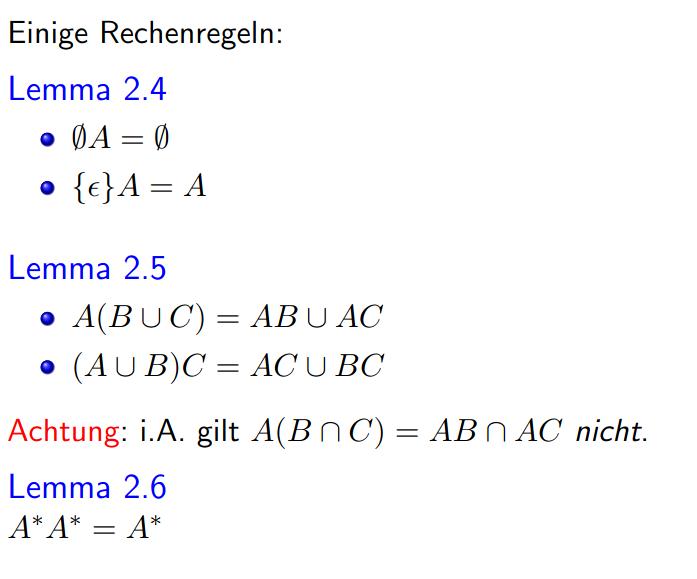 Einige Rechenregeln:
Lemma 2.4
• ∅A = ∅
• {ϵ}A = A
Lemma 2.5
• A(B ∪ C) = AB ∪ AC
• (A ∪ B)C = AC ∪ BC
Achtung: i.A. gilt A(B ∩ C) = AB ∩ AC nicht.
Lemma 2.6
A*A* = A*